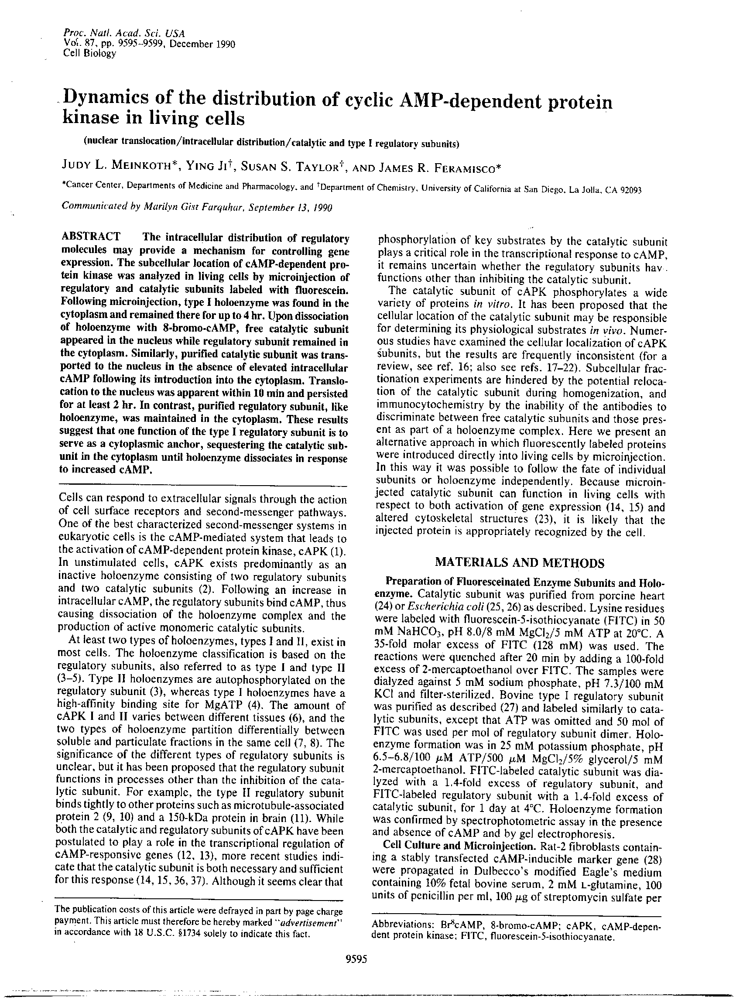 Proc. Natl. Acad. Sci. USA
Vol. 87, pp. 9595-9599, December 1990
Cell Biology
Dynamics of the distribution of cyclic AMP-dependent protein
kinase in living cells
(nuclear translocation/intracellular distribution/catalytic and type I regulatory subunits)
JUDY L. MEINKOTH*, YING JI†, SUSAN S. TAYLOR†, AND JAMES R. FERAMISCO*
*Cancer Center, Departments of Medicine and Pharmacology, and †Department of Chemistry, University of California at San Diego, La Jolla, CA 92093
Communicated by Marilyn Gist Farquhar, September 13, 1990
ABSTRACT The intracellular distribution of regulatory
molecules may provide a mechanism for controlling gene
expression. The subcellular location of cAMP-dependent pro-
tein kinase was analyzed in living cells by microinjection of
regulatory and catalytic subunits labeled with fluorescein.
Following microinjection, type I holoenzyme was found in the
cytoplasm and remained there for up to 4 hr. Upon dissociation
of holoenzyme with 8-bromo-cAMP, free catalytic subunit
appeared in the nucleus while regulatory subunit remained in
the cytoplasm. Similarly, purified catalytic subunit was trans-
ported to the nucleus in the absence of elevated intracellular
cAMP following its introduction into the cytoplasm. Translo-
cation to the nucleus was apparent within 10 min and persisted
for at least 2 hr. In contrast, purified regulatory subunit, like
holoenzyme, was maintained in the cytoplasm. These results
suggest that one function of the type I regulatory subunit is to
serve as a cytoplasmic anchor, sequestering the catalytic sub-
unit in the cytoplasm until holoenzyme dissociates in response
to increased cAMP.
Cells can respond to extracellular signals through the action
of cell surface receptors and second-messenger pathways.
One of the best characterized second-messenger systems in
eukaryotic cells is the cAMP-mediated system that leads to
the activation of cAMP-dependent protein kinase, cAPK (1).
In unstimulated cells, cAPK exists predominantly as an
inactive holoenzyme consisting of two regulatory subunits
and two catalytic subunits (2). Following an increase in
intracellular cAMP, the regulatory subunits bind cAMP, thus
causing dissociation of the holoenzyme complex and the
production of active monomeric catalytic subunits.
At least two types of holoenzymes, types I and II, exist in
most cells. The holoenzyme classification is based on the
regulatory subunits, also referred to as type I and type II
(3–5). Type II holoenzymes are autophosphorylated on the
regulatory subunit (3), whereas type I holoenzymes have a
high-affinity binding site for MgATP (4). The amount of
cAPK I and II varies between different tissues (6), and the
two types of holoenzyme partition differentially between
soluble and particulate fractions in the same cell (7, 8). The
significance of the different types of regulatory subunits is
unclear, but it has been proposed that the regulatory subunit
functions in processes other than the inhibition of the cata-
lytic subunit. For example, the type II regulatory subunit
binds tightly to other proteins such as microtubule-associated
protein 2 (9, 10) and a 150-kDa protein in brain (11). While
both the catalytic and regulatory subunits of cAPK have been
postulated to play a role in the transcriptional regulation of
cAMP-responsive genes (12, 13), more recent studies indi-
cate that the catalytic subunit is both necessary and sufficient
for this response (14, 15, 36, 37). Although it seems clear that
The publication costs of this article were defrayed in part by page charge
payment. This article must therefore be hereby marked "advertisement"
in accordance with 18 U.S.C. §1734 solely to indicate this fact.
phosphorylation of key substrates by the catalytic subunit
plays a critical role in the transcriptional response to cAMP,
it remains uncertain whether the regulatory subunits hav
functions other than inhibiting the catalytic subunit.
The catalytic subunit of cAPK phosphorylates a wide
variety of proteins in vitro. It has been proposed that the
cellular location of the catalytic subunit may be responsible
for determining its physiological substrates in vivo. Numer-
ous studies have examined the cellular localization of cAPK
subunits, but the results are frequently inconsistent (for a
review, see ref. 16; also see refs. 17–22). Subcellular frac-
tionation experiments are hindered by the potential reloca-
tion of the catalytic subunit during homogenization, and
immunocytochemistry by the inability of the antibodies to
discriminate between free catalytic subunits and those pres-
ent as part of a holoenzyme complex. Here we present an
alternative approach in which fluorescently labeled proteins
were introduced directly into living cells by microinjection.
In this way it was possible to follow the fate of individual
subunits or holoenzyme independently. Because microin-
jected catalytic subunit can function in living cells with
respect to both activation of gene expression (14, 15) and
altered cytoskeletal structures (23), it is likely that the
injected protein is appropriately recognized by the cell.
MATERIALS AND METHODS
Preparation of Fluoresceinated Enzyme Subunits and Holo-
enzyme. Catalytic subunit was purified from porcine heart
(24) or Escherichia coli (25, 26) as described. Lysine residues
were labeled with fluorescein-5-isothiocyanate (FITC) in 50
mM NaHCO₃, pH 8.0/8 mM MgCl₂/5 mM ATP at 20°C. A
35-fold molar excess of FITC (128 mM) was used. The
reactions were quenched after 20 min by adding a 100-fold
excess of 2-mercaptoethanol over FITC. The samples were
dialyzed against 5 mM sodium phosphate, pH 7.3/100 mM
KCl and filter-sterilized. Bovine type I regulatory subunit
was purified as described (27) and labeled similarly to cata-
lytic subunits, except that ATP was omitted and 50 mol of
FITC was used per mol of regulatory subunit dimer. Holo-
enzyme formation was in 25 mM potassium phosphate, pH
6.5–6.8/100 μM ATP/500 μM MgCl₂/5% glycerol/5 mM
2-mercaptoethanol. FITC-labeled catalytic subunit was dia-
lyzed with a 1.4-fold excess of regulatory subunit, and
FITC-labeled regulatory subunit with a 1.4-fold excess of
catalytic subunit, for 1 day at 4°C. Holoenzyme formation
was confirmed by spectrophotometric assay in the presence
and absence of cAMP and by gel electrophoresis.
Cell Culture and Microinjection. Rat-2 fibroblasts contain-
ing a stably transfected cAMP-inducible marker gene (28)
were propagated in Dulbecco's modified Eagle's medium
containing 10% fetal bovine serum, 2 mM L-glutamine, 100
units of penicillin per ml, 100 μg of streptomycin sulfate per
Abbreviations: Br⁸cAMP, 8-bromo-cAMP; cAPK, cAMP-depen-
dent protein kinase; FITC, fluorescein-5-isothiocyanate.
9595